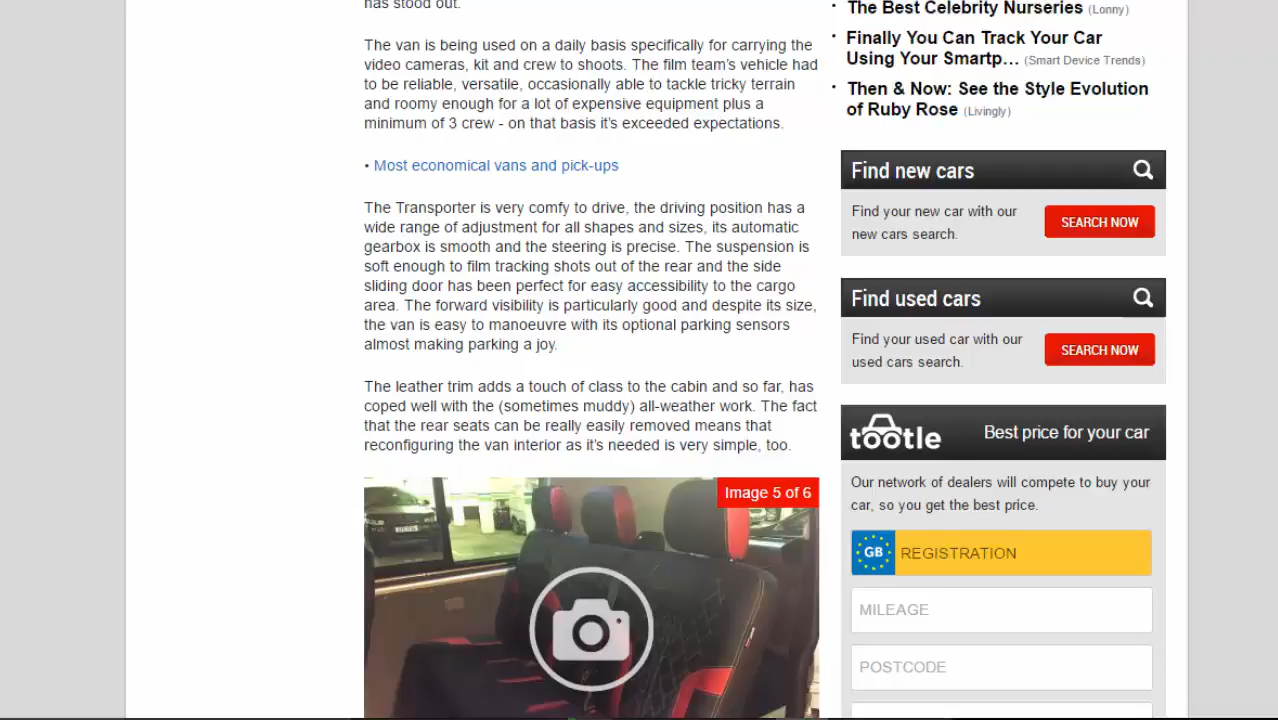 has stood out.
The van is being used on a daily basis specifically for carrying the
video cameras, kit and crew to shoots. The film team's vehicle had
to be reliable, versatile, occasionally able to tackle tricky terrain
and roomy enough for a lot of expensive equipment plus a
minimum of 3 crew - on that basis it's exceeded expectations.
• Most economical vans and pick-ups
The Transporter is very comfy to drive, the driving position has a
wide range of adjustment for all shapes and sizes, its automatic
gearbox is smooth and the steering is precise. The suspension is
soft enough to film tracking shots out of the rear and the side
sliding door has been perfect for easy accessibility to the cargo
area. The forward visibility is particularly good and despite its size,
the van is easy to manoeuvre with its optional parking sensors
almost making parking a joy.
The leather trim adds a touch of class to the cabin and so far, has
coped well with the (sometimes muddy) all-weather work. The fact
that the rear seats can be really easily removed means that
reconfiguring the van interior as it's needed is very simple, too.
Image 5 of 6
• The Best Celebrity Nurseries (Lonny)
• Finally You Can Track Your Car
Using Your Smartp… (Smart Device Trends)
• Then & Now: See the Style Evolution
of Ruby Rose (Livingly)
Find new cars
Find your new car with our
new cars search.
SEARCH NOW
Find used cars
Find your used car with our
used cars search.
SEARCH NOW
tootle Best price for your car
Our network of dealers will compete to buy your
car, so you get the best price.
GB REGISTRATION
MILEAGE
POSTCODE